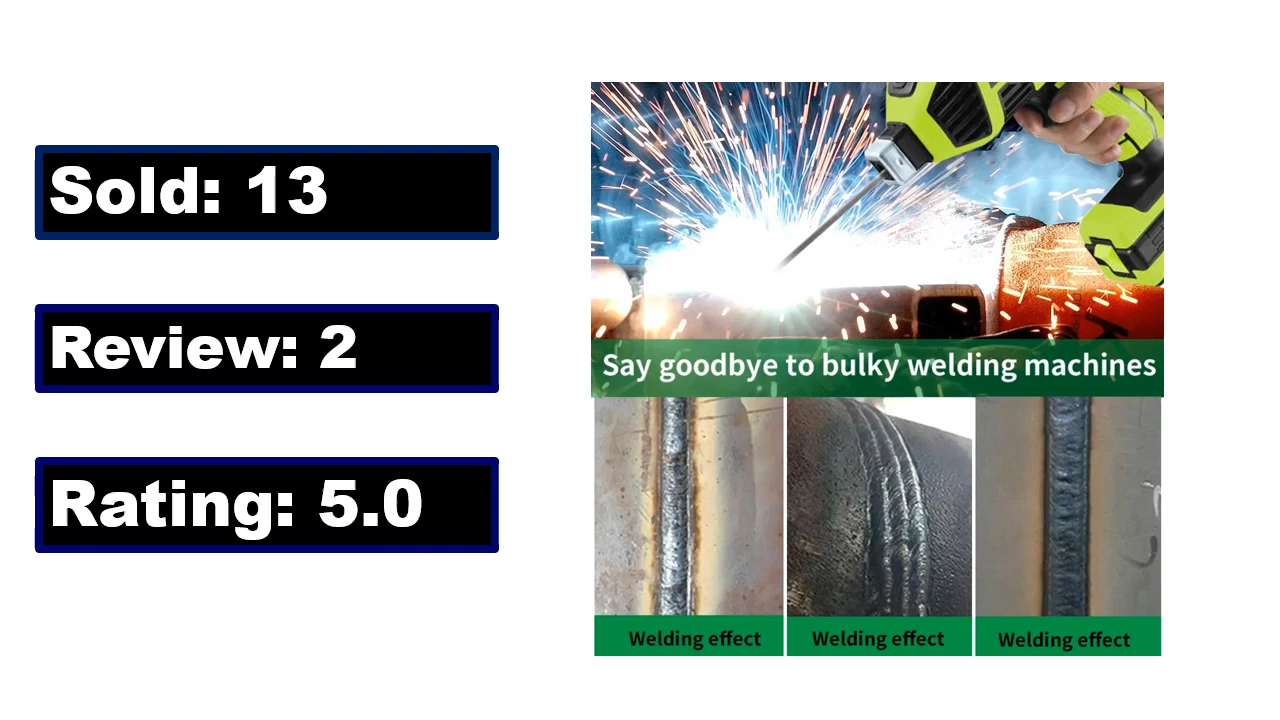 Sold: 13
Review: 2
Rating: 5.0
Say goodbye to bulky welding machines
Welding effect
Welding effect
Welding effect